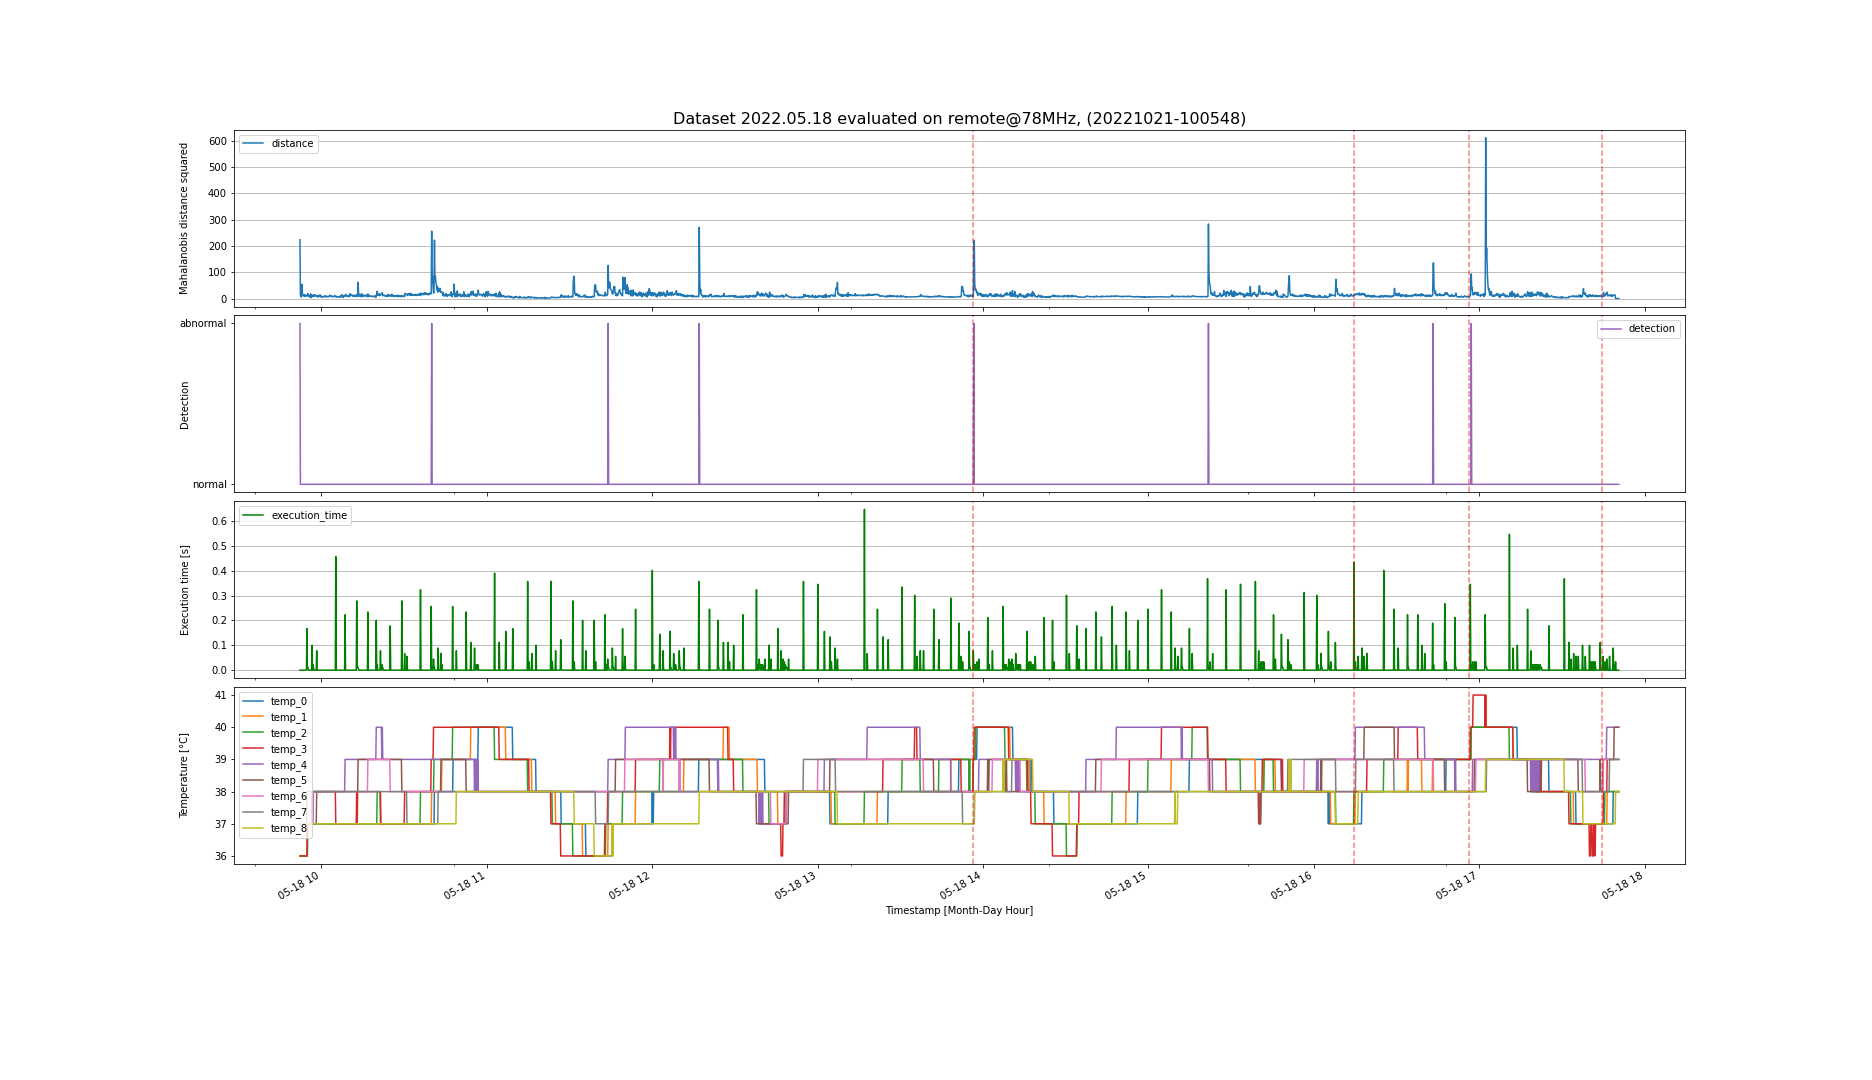 Dataset 2022.05.18 evaluated on remote@78MHz, (20221021-100548)
Mahalanobis distance squared
600
500
400
300
200
100
0
distance
Detection
abnormal
normal
detection
Execution time [s]
0.6
0.5
0.4
0.3
0.2
0.1
0.0
execution_time
Temperature [°C]
41
40
39
38
37
36
temp_0
temp_1
temp_2
temp_3
temp_4
temp_5
temp_6
temp_7
temp_8
05-18 10
05-18 11
05-18 12
05-18 13
05-18 14
05-18 15
05-18 16
05-18 17
05-18 18
Timestamp [Month-Day Hour]